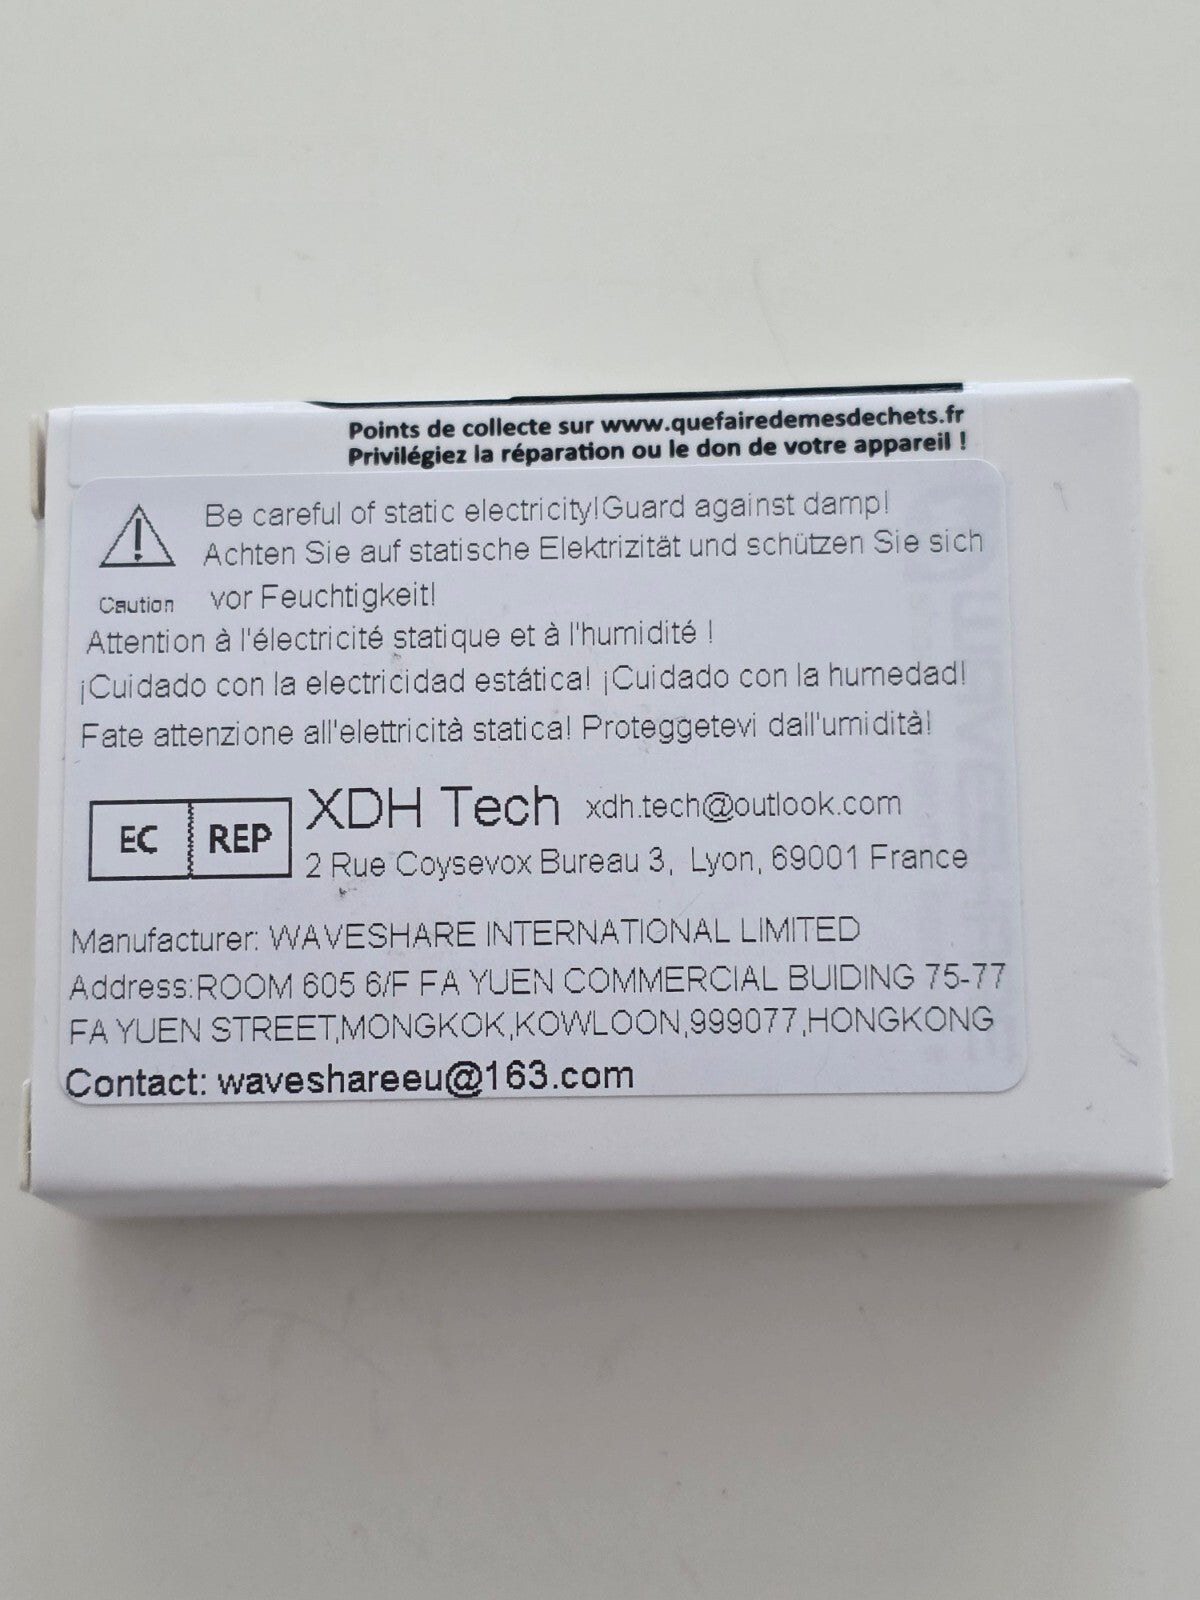 Points de collecte sur www.quefairedemesdechets.fr
Privilégiez la réparation ou le don de votre appareil !
Be careful of static electricity!Guard against damp!
Achten Sie auf statische Elektrizität und schützen Sie sich
Caution vor Feuchtigkeit!
Attention à l'électricité statique et à l'humidité !
¡Cuidado con la electricidad estática! ¡Cuidado con la humedad!
Fate attenzione all'elettricità statica! Proteggetevi dall'umidità!
EC REP XDH Tech xdh.tech@outlook.com
2 Rue Coysevox Bureau 3, Lyon, 69001 France
Manufacturer: WAVESHARE INTERNATIONAL LIMITED
Address:ROOM 605 6/F FA YUEN COMMERCIAL BUIDING 75-77
FA YUEN STREET,MONGKOK,KOWLOON,999077,HONGKONG
Contact: waveshareeu@163.com